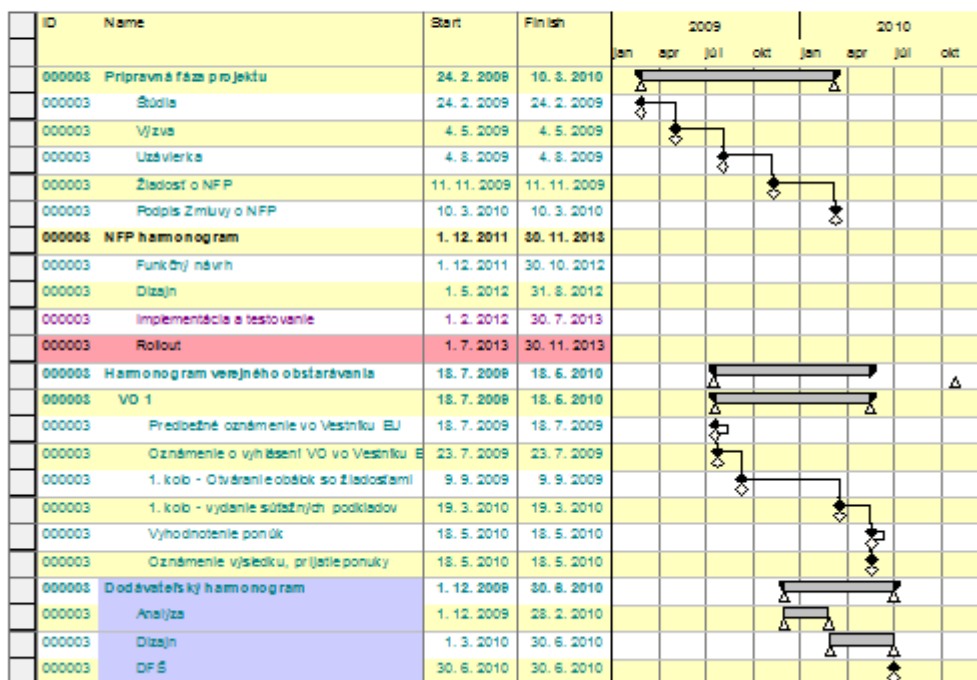 ID Name Start Finish 2009 2010
jan apr júl okt jan apr júl okt
000003 Prípravná fáza projektu 24. 2. 2009 10. 3. 2010
000003 Štúdia 24. 2. 2009 24. 2. 2009
000003 Výzva 4. 5. 2009 4. 5. 2009
000003 Uzávierka 4. 8. 2009 4. 8. 2009
000003 Žiadosť o NFP 11. 11. 2009 11. 11. 2009
000003 Podpis Zmluvy o NFP 10. 3. 2010 10. 3. 2010
000003 NFP harmonogram 1. 12. 2011 30. 11. 2013
000003 Funkčný návrh 1. 12. 2011 30. 10. 2012
000003 Dizajn 1. 5. 2012 31. 8. 2012
000003 Implementácia a testovanie 1. 2. 2012 30. 7. 2013
000003 Rollout 1. 7. 2013 30. 11. 2013
000003 Harmonogram verejného obstarávania 18. 7. 2009 18. 5. 2010
000003 VO 1 18. 7. 2009 18. 5. 2010
000003 Predbežné oznámenie vo Vestníku EU 18. 7. 2009 18. 7. 2009
000003 Oznámenie o vyhlásení VO vo Vestníku E 23. 7. 2009 23. 7. 2009
000003 1. kolo - Otváranie obálok so žiadosťami 9. 9. 2009 9. 9. 2009
000003 1. kolo - vydanie súťažných podkladov 19. 3. 2010 19. 3. 2010
000003 Vyhodnotenie ponúk 18. 5. 2010 18. 5. 2010
000003 Oznámenie výsledku, prijatie ponuky 18. 5. 2010 18. 5. 2010
000003 Dodávateľský harmonogram 1. 12. 2009 30. 6. 2010
000003 Analýza 1. 12. 2009 28. 2. 2010
000003 Dizajn 1. 3. 2010 30. 6. 2010
000003 DFŠ 30. 6. 2010 30. 6. 2010